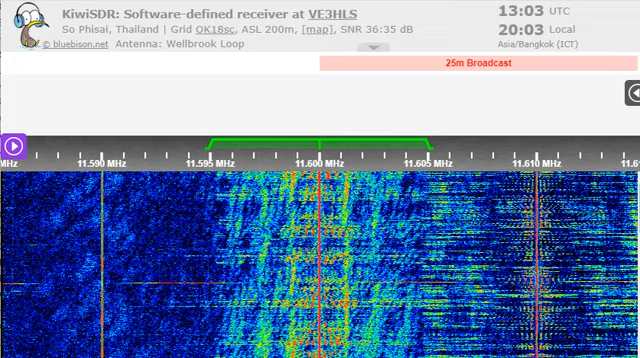 KiwiSDR: Software-defined receiver at VE3HLS
So Phisai, Thailand | Grid OK18sc, ASL 200m, [map], SNR 36:35 dB
© bluebison.net Antenna: Wellbrook Loop
13:03 UTC
20:03 Local
Asia/Bangkok (ICT)
25m Broadcast
MHz 11.590 MHz 11.595 MHz 11.600 MHz 11.605 MHz 11.610 MHz 11.61